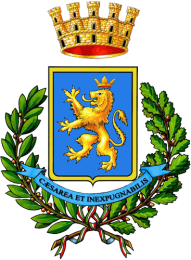 CÆSAREA ET INEXPUGNABILIS